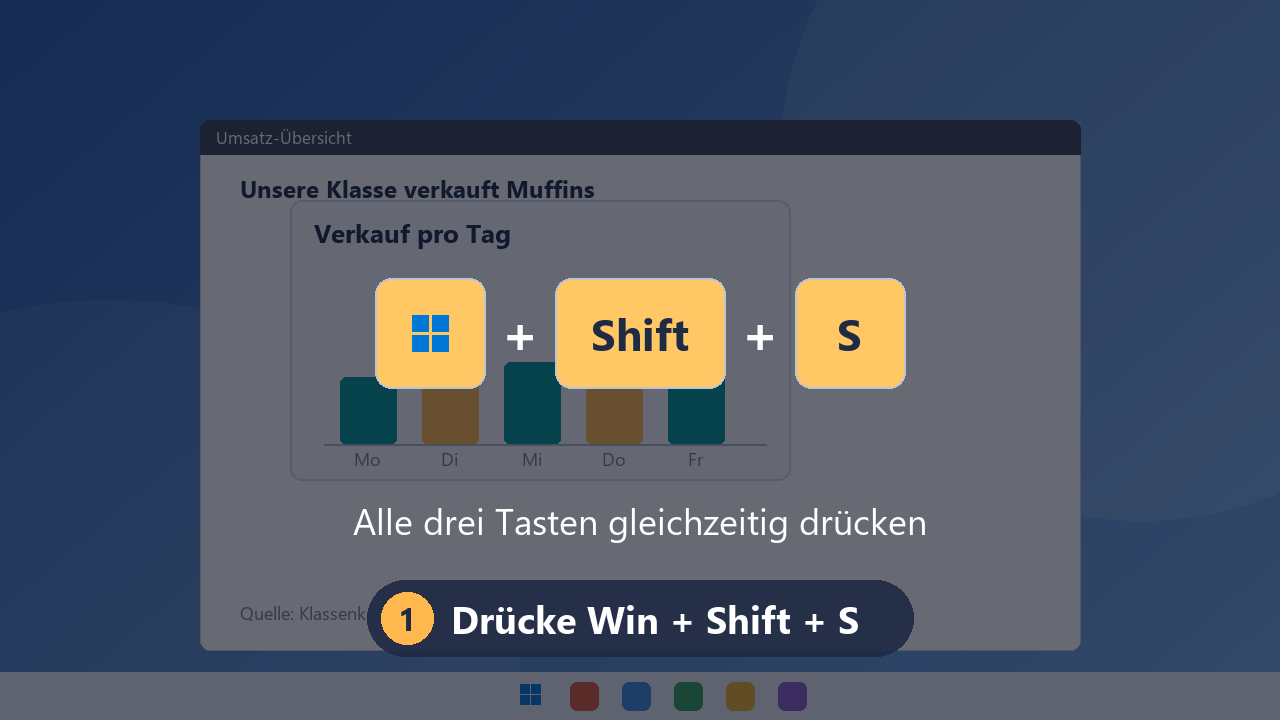 Umsatz-Übersicht
Unsere Klasse verkauft Muffins
Verkauf pro Tag
+ Shift + S
Mo Di Mi Do Fr
Alle drei Tasten gleichzeitig drücken
Quelle:
1 Drücke Win + Shift + S